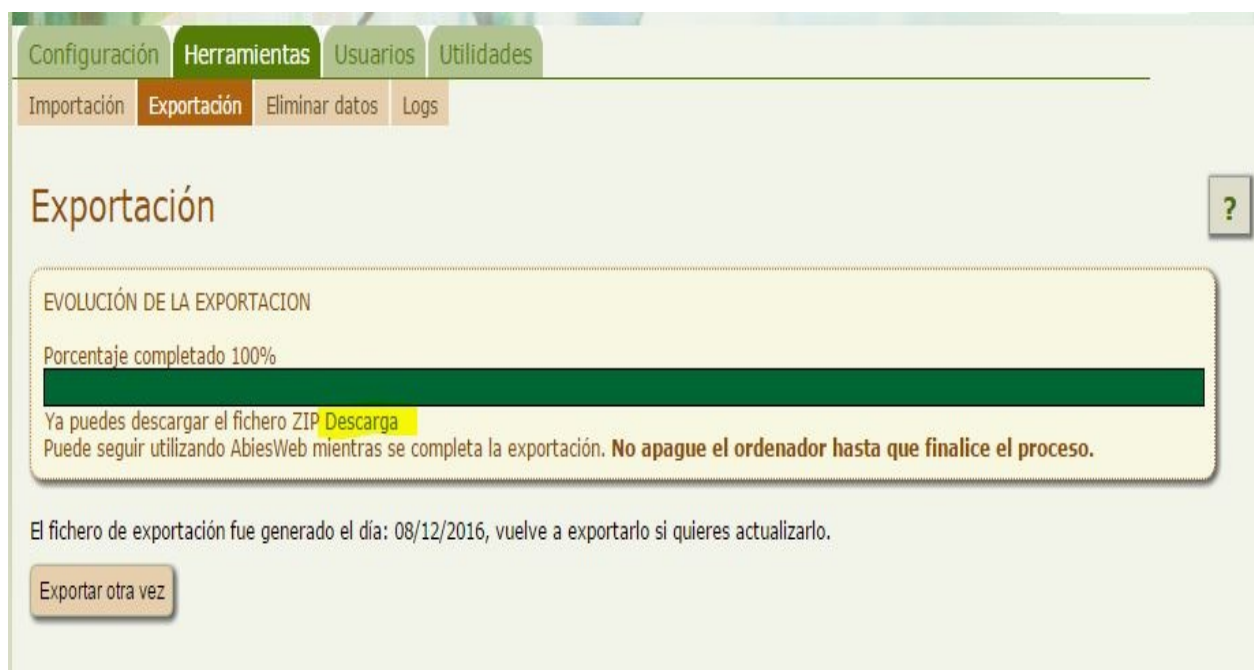 Configuración Herramientas Usuarios Utilidades
Importación Exportación Eliminar datos Logs
Exportación
?
EVOLUCIÓN DE LA EXPORTACION
Porcentaje completado 100%
Ya puedes descargar el fichero ZIP Descarga
Puede seguir utilizando AbiesWeb mientras se completa la exportación. No apague el ordenador hasta que finalice el proceso.
El fichero de exportación fue generado el día: 08/12/2016, vuelve a exportarlo si quieres actualizarlo.
Exportar otra vez